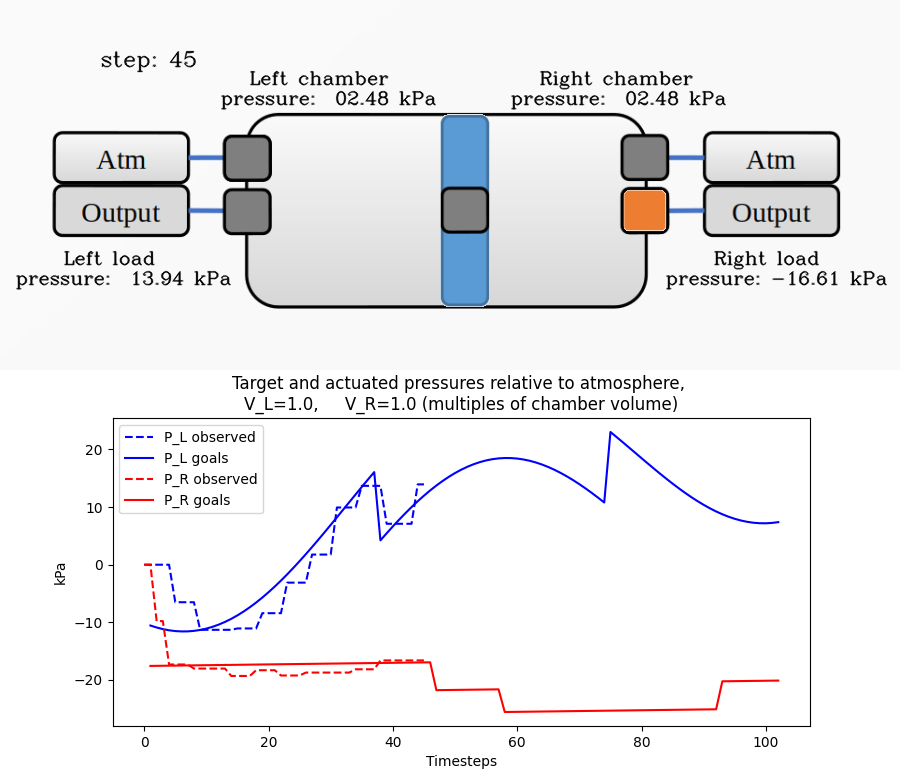 step: 45
Left chamber
pressure:  02.48 kPa
Right chamber
pressure:  02.48 kPa
Atm
Output
Atm
Output
Left load
pressure:  13.94 kPa
Right load
pressure: −16.61 kPa
Target and actuated pressures relative to atmosphere,
V_L=1.0,     V_R=1.0 (multiples of chamber volume)
P_L observed
P_L goals
P_R observed
P_R goals
kPa
20
10
0
−10
−20
0 20 40 60 80 100
Timesteps